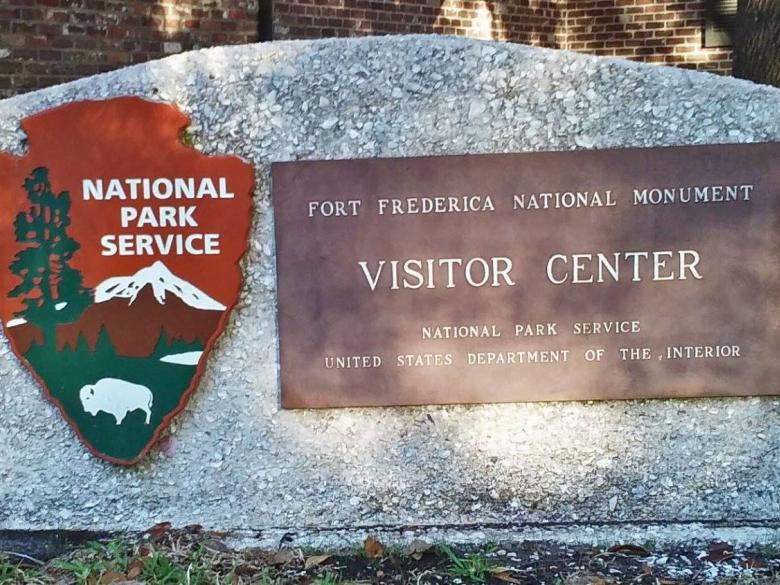 NATIONAL
PARK
SERVICE
FORT FREDERICA NATIONAL MONUMENT
VISITOR CENTER
NATIONAL PARK SERVICE
UNITED STATES DEPARTMENT OF THE INTERIOR